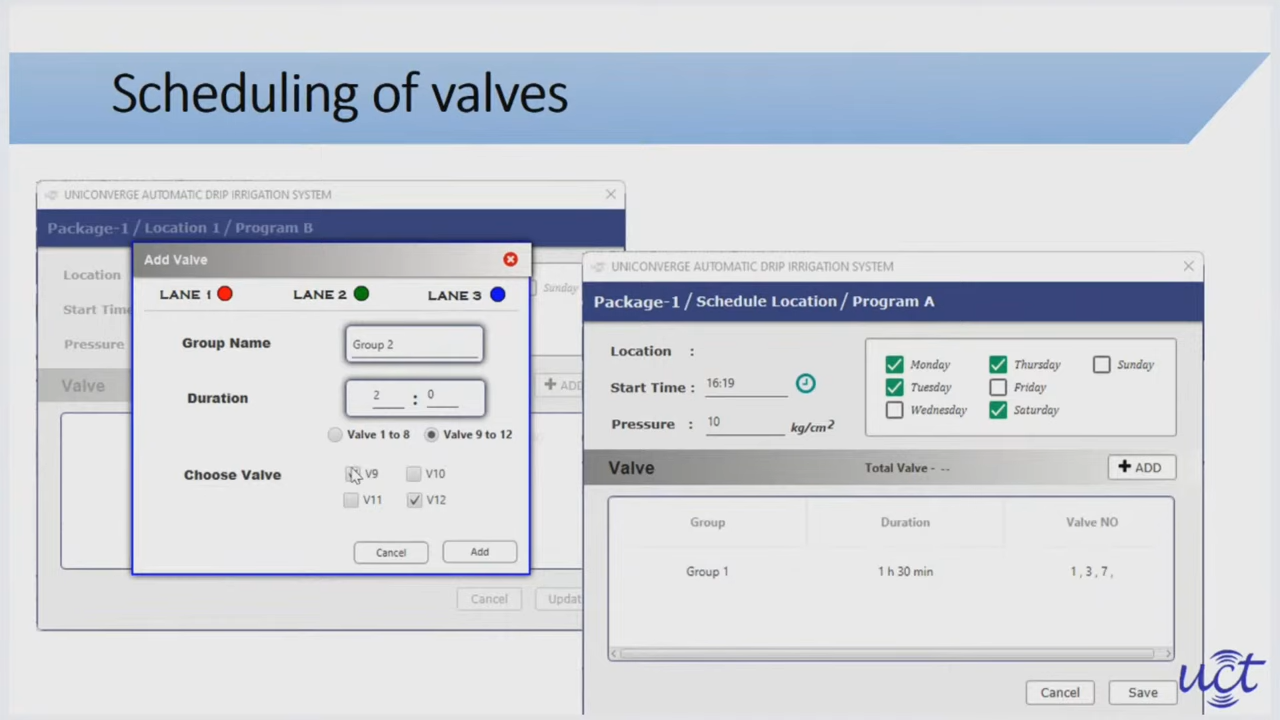 Scheduling of valves
UNICONVERGE AUTOMATIC DRIP IRRIGATION SYSTEM
Package-1 / Location 1 / Program B
Location
Start Time
Pressure
Sunday
Valve
ADD
Cancel
Updat
Add Valve
LANE 1
LANE 2
LANE 3
Group Name
Group 2
Duration
2 : 0
Valve 1 to 8
Valve 9 to 12
Choose Valve
V9
V10
V11
V12
Cancel
Add
UNICONVERGE AUTOMATIC DRIP IRRIGATION SYSTEM
Package-1 / Schedule Location / Program A
Location :
Start Time : 16:19
Pressure : 10 kg/cm²
Monday
Thursday
Sunday
Tuesday
Friday
Wednesday
Saturday
Valve
Total Valve - --
ADD
Group Duration Valve NO
Group 1 1 h 30 min 1 , 3 , 7 ,
Cancel
Save
uct